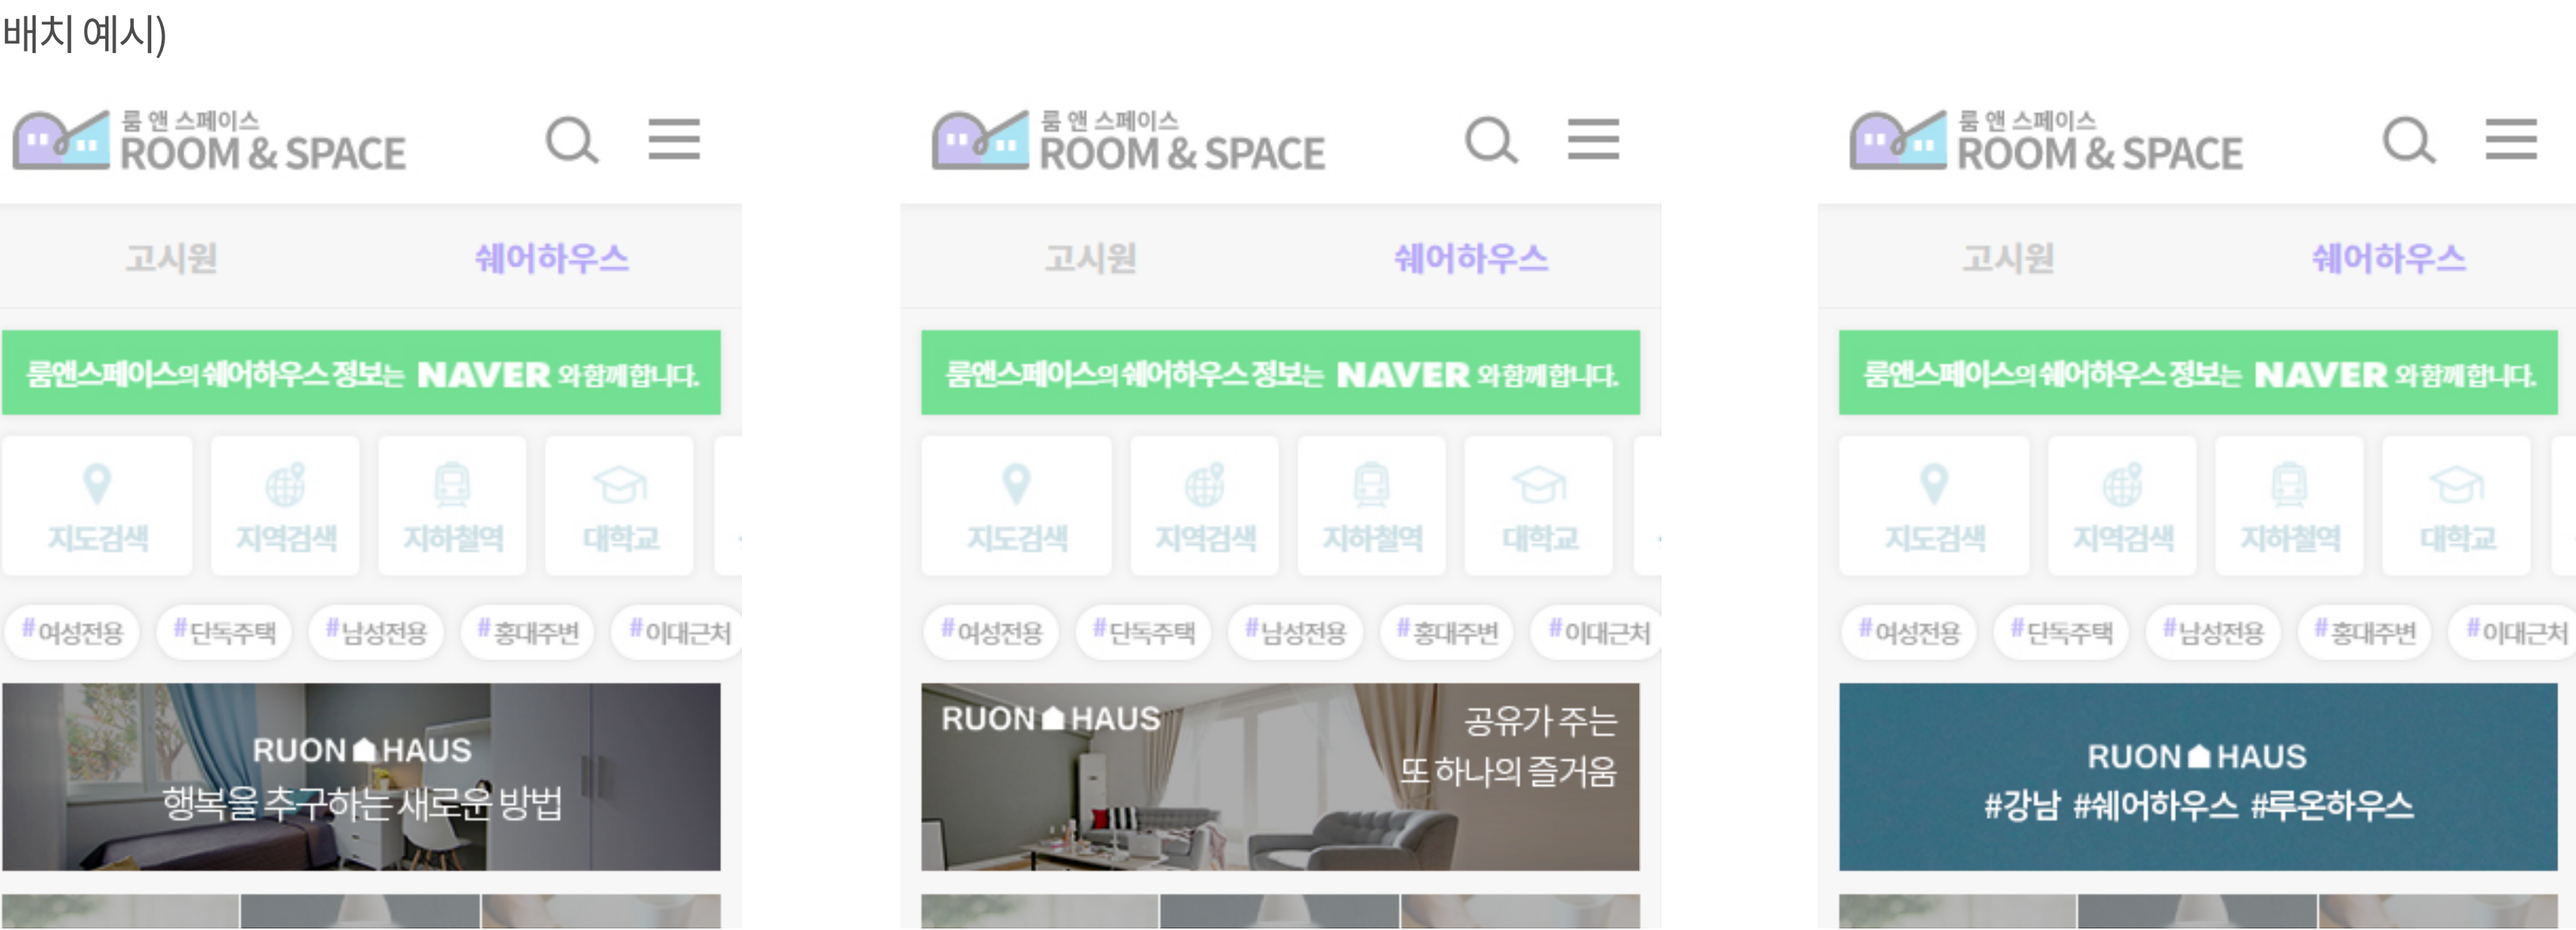 배치 예시)
룸 앤 스페이스
ROOM & SPACE
고시원 쉐어하우스
룸앤스페이스의 쉐어하우스 정보는 NAVER 와 함께 합니다.
지도검색 지역검색 지하철역 대학교
#여성전용 #단독주택 #남성전용 #홍대주변 #이대근처
RUON HAUS
행복을 추구하는 새로운 방법
룸 앤 스페이스
ROOM & SPACE
고시원 쉐어하우스
룸앤스페이스의 쉐어하우스 정보는 NAVER 와 함께 합니다.
지도검색 지역검색 지하철역 대학교
#여성전용 #단독주택 #남성전용 #홍대주변 #이대근처
RUON HAUS
공유가 주는
또 하나의 즐거움
룸 앤 스페이스
ROOM & SPACE
고시원 쉐어하우스
룸앤스페이스의 쉐어하우스 정보는 NAVER 와 함께 합니다.
지도검색 지역검색 지하철역 대학교
#여성전용 #단독주택 #남성전용 #홍대주변 #이대근처
RUON HAUS
#강남 #쉐어하우스 #루온하우스